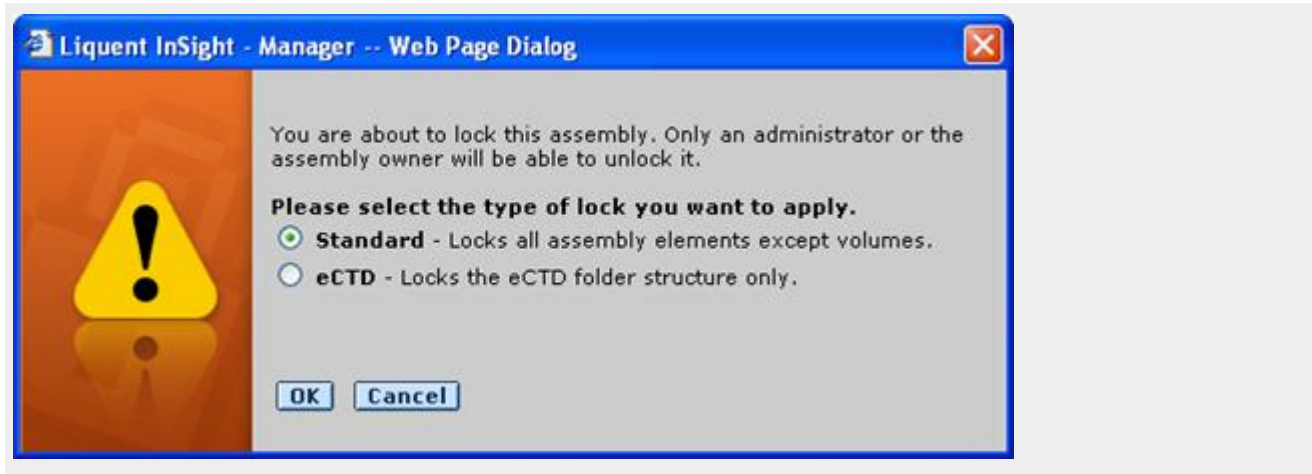 Liquent InSight - Manager -- Web Page Dialog
You are about to lock this assembly. Only an administrator or the
assembly owner will be able to unlock it.
Please select the type of lock you want to apply.
Standard - Locks all assembly elements except volumes.
eCTD - Locks the eCTD folder structure only.
OK Cancel